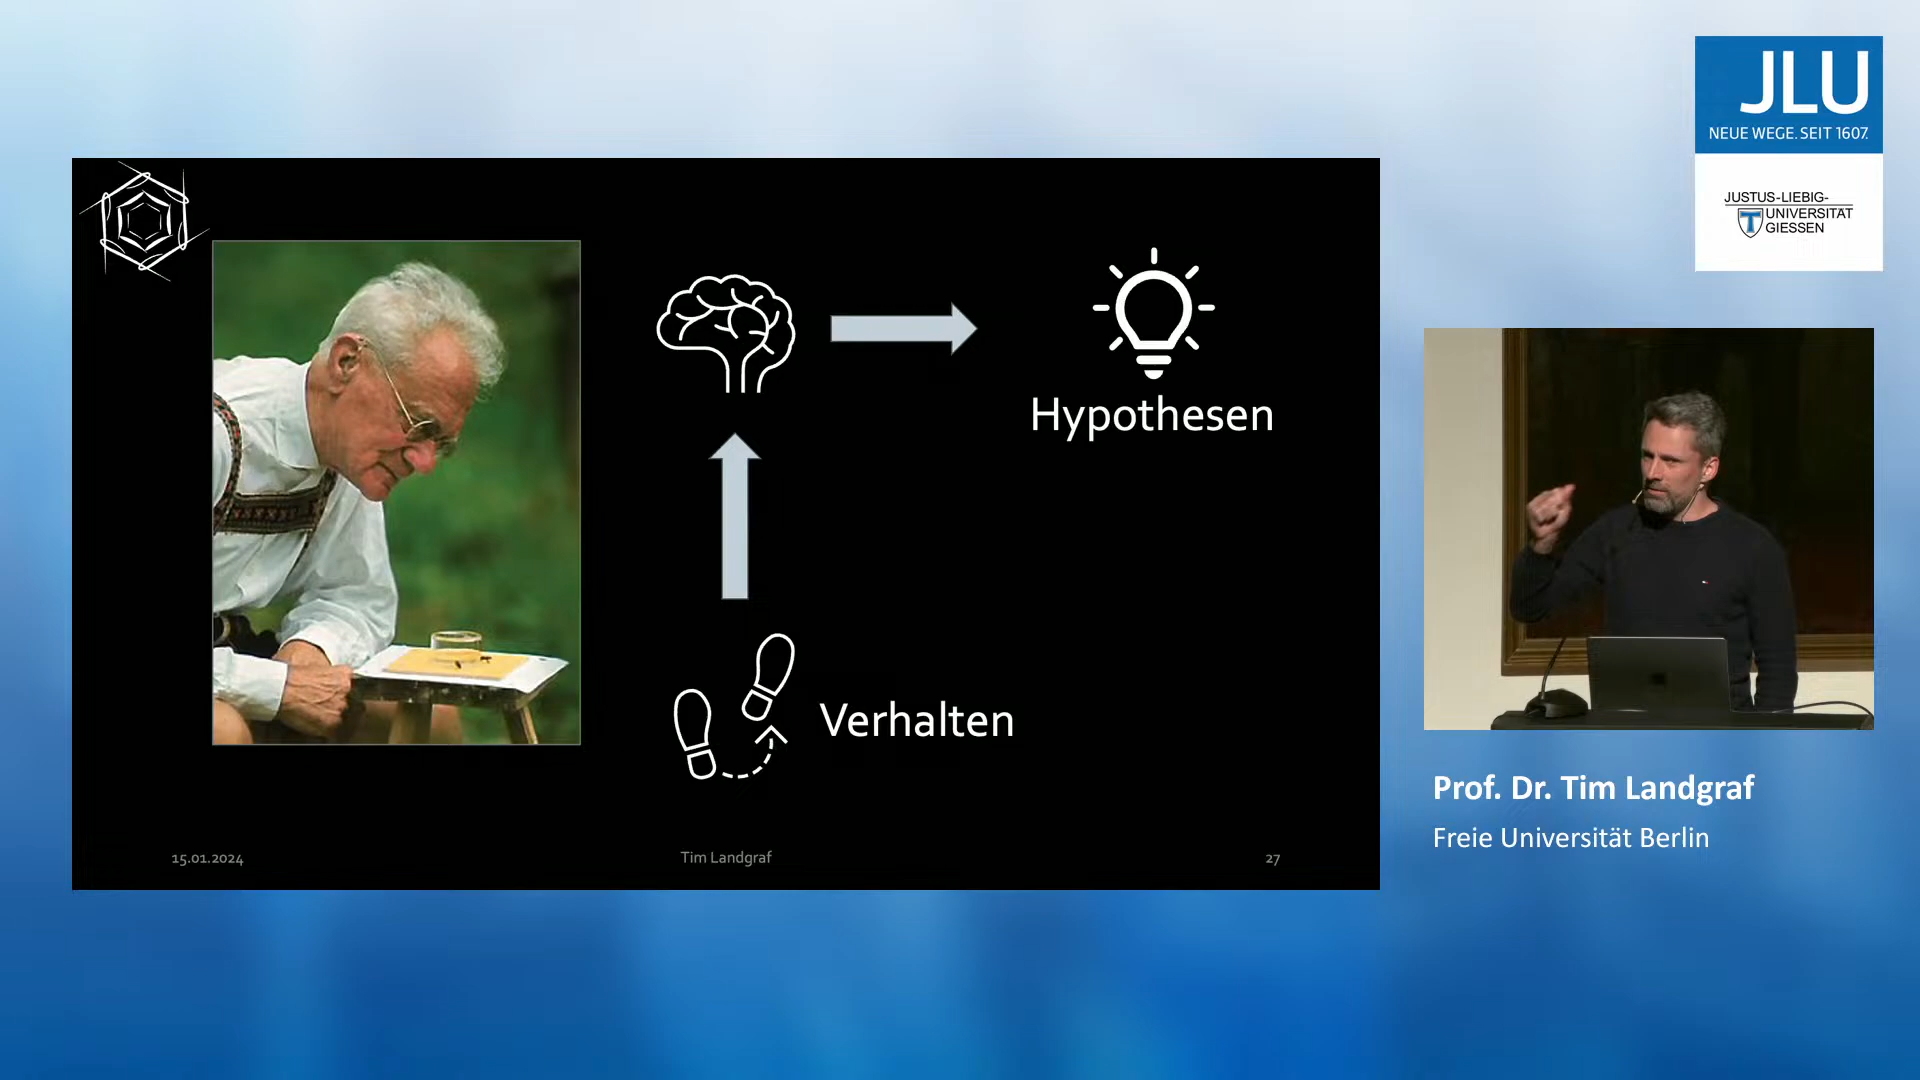 JLU
NEUE WEGE. SEIT 1607.
JUSTUS-LIEBIG-
UNIVERSITÄT
GIESSEN
Hypothesen
Verhalten
15.01.2024
Tim Landgraf
27
Prof. Dr. Tim Landgraf
Freie Universität Berlin